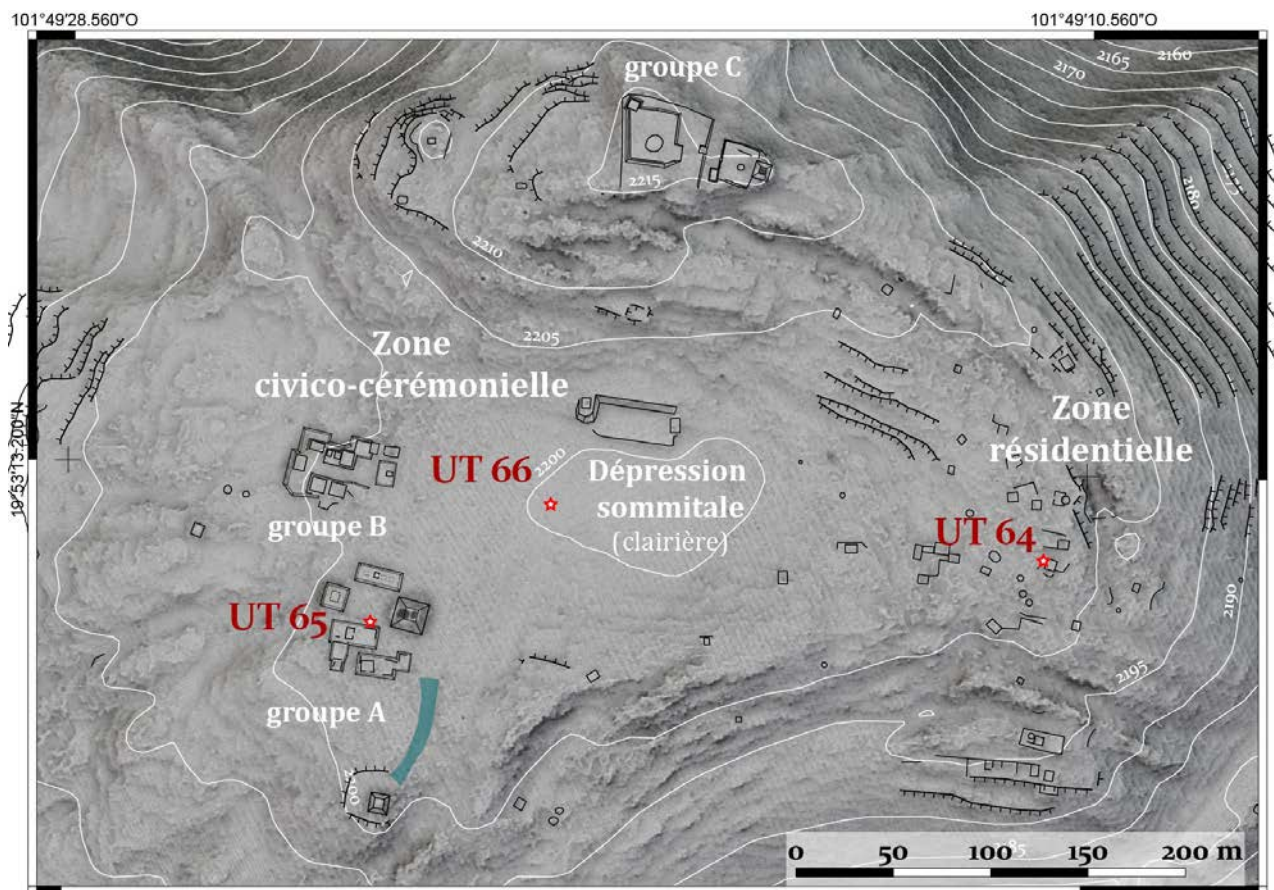 101°49'28.560"O
101°49'10.560"O
groupe C
2160
2165
2170
2175
2180
2215
2210
2205
Zone
civico-cérémonielle
Zone
résidentielle
19°53'13.200"N
2200
UT 66
Dépression
sommitale
(clairière)
groupe B
UT 64
UT 65
2190
2195
groupe A
2200
0 50 100 150 200 m